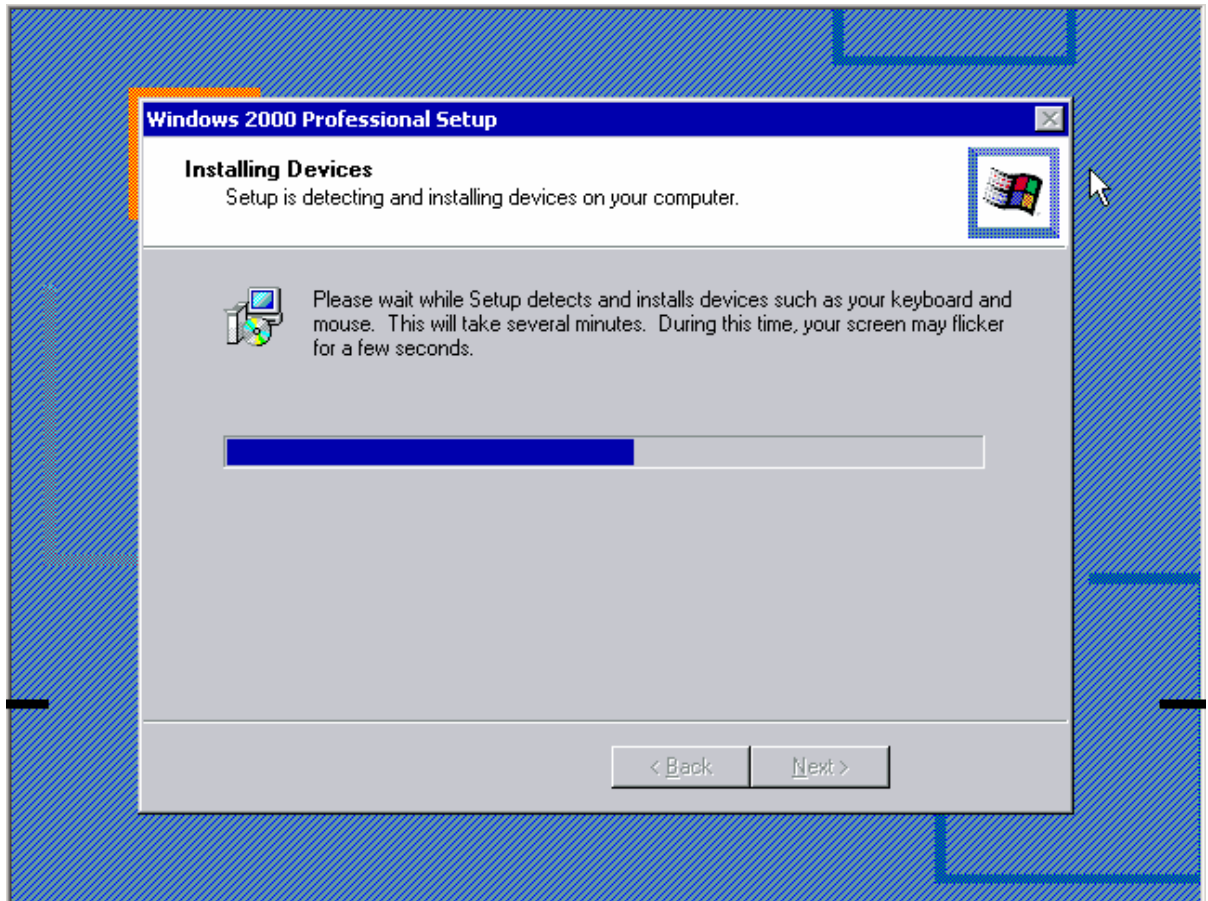 Windows 2000 Professional Setup
Installing Devices
Setup is detecting and installing devices on your computer.
Please wait while Setup detects and installs devices such as your keyboard and
mouse. This will take several minutes. During this time, your screen may flicker
for a few seconds.
< Back
Next >